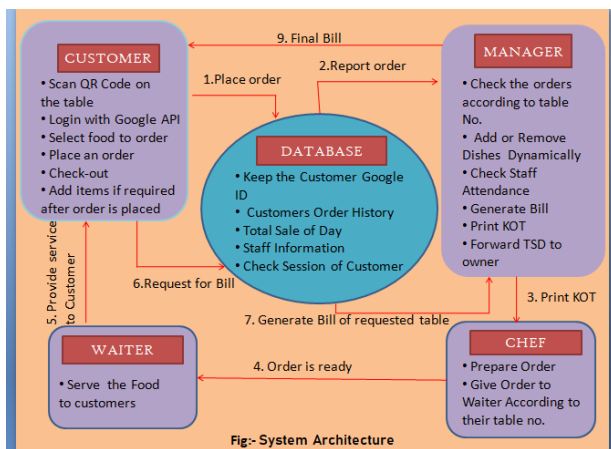 9. Final Bill
CUSTOMER
• Scan QR Code on
the table
• Login with Google API
• Select food to order
• Place an order
• Check-out
• Add items if required
after order is placed
1.Place order
2.Report order
MANAGER
• Check the orders
according to table
No.
• Add or Remove
Dishes Dynamically
• Check Staff
Attendance
• Generate Bill
• Print KOT
• Forward TSD to
owner
DATABASE
• Keep the Customer Google
ID
• Customers Order History
• Total Sale of Day
• Staff Information
• Check Session of Customer
5. Provide service
to Customer
6.Request for Bill
7. Generate Bill of requested table
3. Print KOT
WAITER
• Serve the Food
to customers
4. Order is ready
CHEF
• Prepare Order
• Give Order to
Waiter According to
their table no.
Fig:- System Architecture